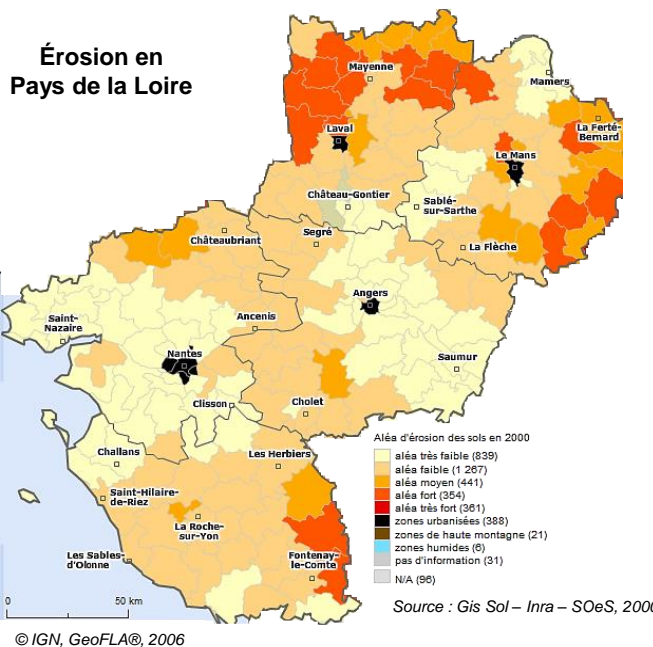 Érosion en
Pays de la Loire
Mayenne
Mamers
Laval
La Ferté-
Bernard
Le Mans
Château-Gontier
Sablé-
sur-Sarthe
Segré
Châteaubriant
La Flèche
Angers
Saint-
Nazaire
Ancenis
Nantes
Saumur
Clisson
Cholet
Challans
Les Herbiers
Saint-Hilaire-
de-Riez
La Roche-
sur-Yon
Les Sables-
d'Olonne
Fontenay-
le-Comte
Aléa d'érosion des sols en 2000
aléa très faible (839)
aléa faible (1 267)
aléa moyen (441)
aléa fort (354)
aléa très fort (361)
zones urbanisées (388)
zones de haute montagne (21)
zones humides (6)
pas d'information (31)
N/A (96)
0 50 km
Source : Gis Sol – Inra – SOeS, 200
© IGN, GeoFLA®, 2006